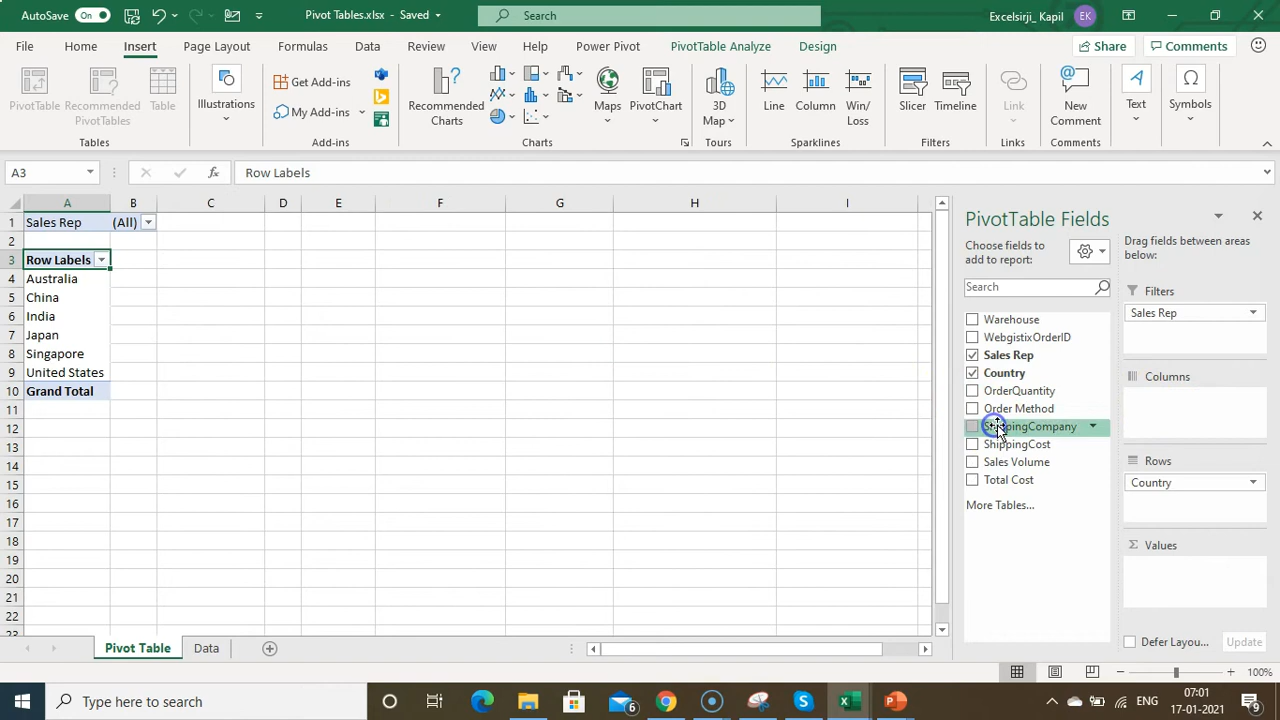 AutoSave On Pivot Tables.xlsx - Saved Search Excelsirji_ Kapil EK
File Home Insert Page Layout Formulas Data Review View Help Power Pivot PivotTable Analyze Design Share Comments
PivotTable Recommended PivotTables Table
Tables
Illustrations
Get Add-ins
My Add-ins
Add-ins
Recommended Charts
Maps PivotChart
Charts
3D Map
Tours
Line Column Win/Loss
Sparklines
Slicer Timeline
Filters
Link
Links
New Comment
Comments
Text
Symbols
A3 fx Row Labels
A B C D E F G H I
1 Sales Rep (All)
2
3 Row Labels
4 Australia
5 China
6 India
7 Japan
8 Singapore
9 United States
10 Grand Total
11
12
13
14
15
16
17
18
19
20
21
22
23
PivotTable Fields
Choose fields to add to report:
Search
Warehouse
WebgistixOrderID
Sales Rep
Country
OrderQuantity
Order Method
ShippingCompany
ShippingCost
Sales Volume
Total Cost
More Tables...
Drag fields between areas below:
Filters
Sales Rep
Columns
Rows
Country
Σ Values
Defer Layou... Update
Pivot Table Data
100%
Type here to search
6
ENG
07:01
17-01-2021
9